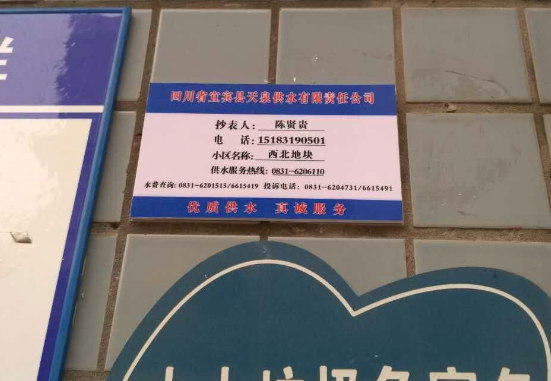 四川省宜宾县天泉供水有限责任公司
抄表人： 陈贤贵
电 话：15183190501
小区名称： 西北地块
供水服务热线：0831-6206110
水费查询：0831-6201515/6615419 投诉电话：0831-6204731/6615491
优质供水 真诚服务